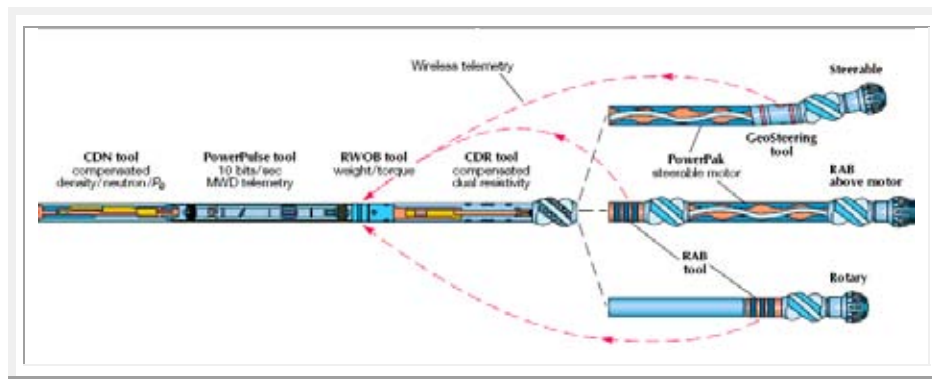 Wireless telemetry
Steerable
GeoSteering
tool
CDN tool
compensated
density/neutron/Pe
PowerPulse tool
10 bits/sec
MWD telemetry
RWOB tool
weight/torque
CDR tool
compensated
dual resistivity
PowerPak
steerable motor
RAB
above motor
RAB
tool
Rotary